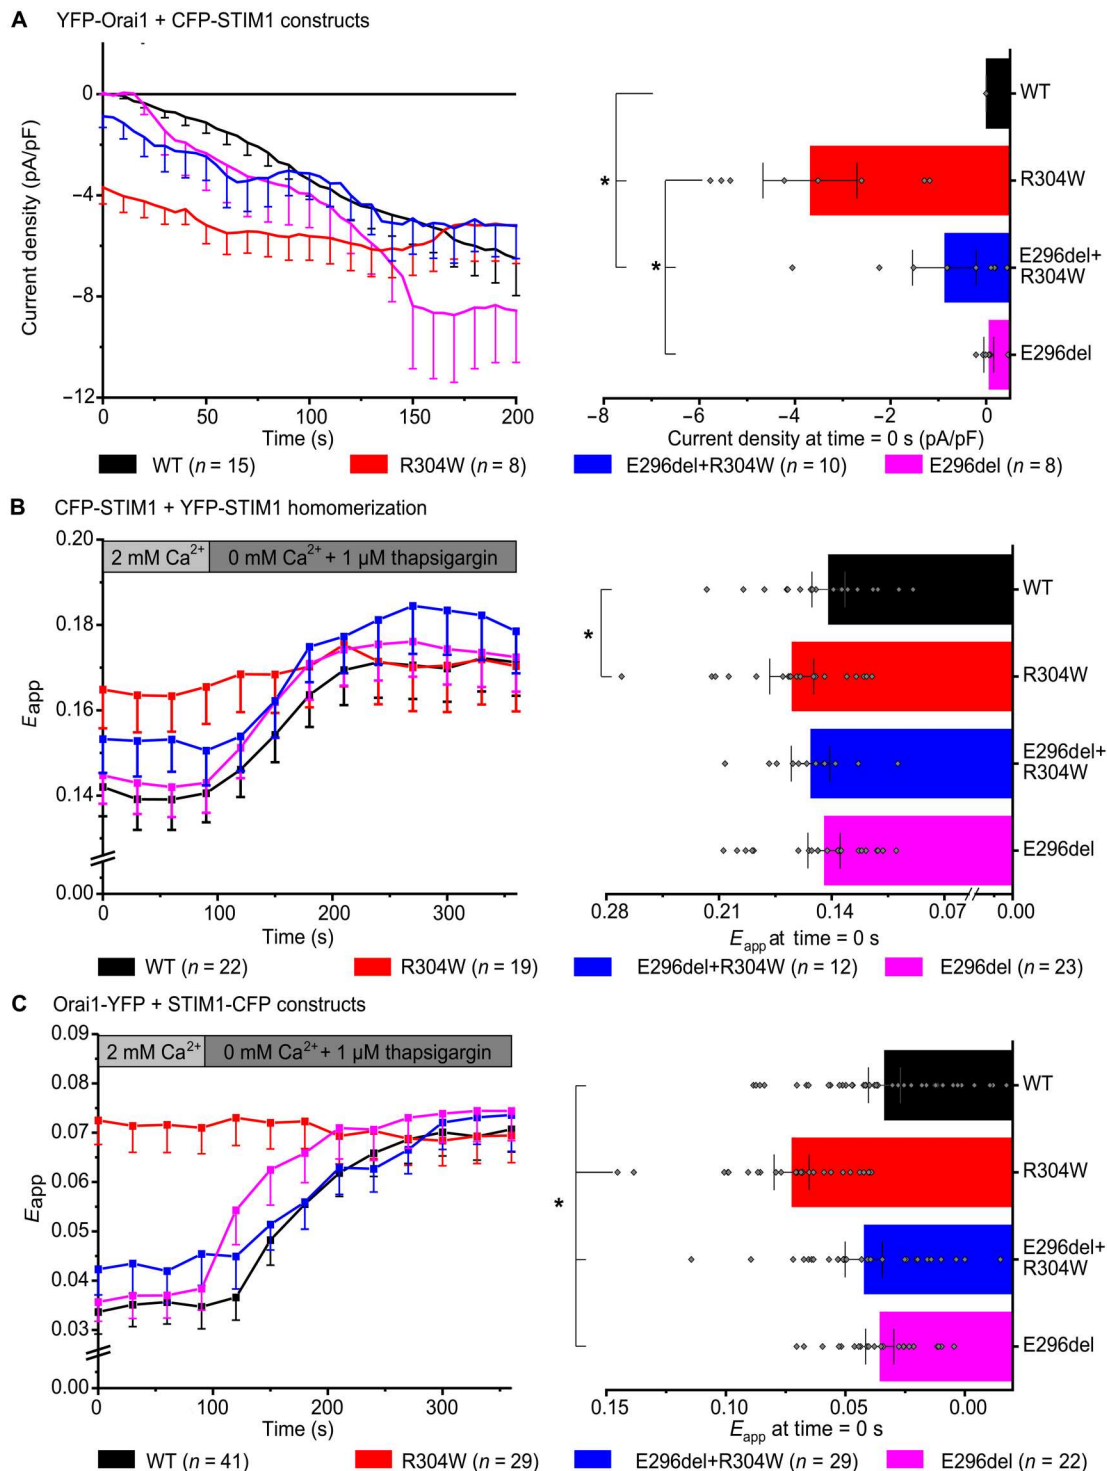 A YFP-Orai1 + CFP-STIM1 constructs
Current density (pA/pF)
0
−4
−8
−12
0 50 100 150 200
Time (s)
*
*
WT
R304W
E296del+
R304W
E296del
−8 −6 −4 −2 0
Current density at time = 0 s (pA/pF)
WT (n = 15) R304W (n = 8) E296del+R304W (n = 10) E296del (n = 8)
B CFP-STIM1 + YFP-STIM1 homomerization
2 mM Ca2+ 0 mM Ca2+ + 1 µM thapsigargin
Eapp
0.20
0.18
0.16
0.14
0.00
0 100 200 300
Time (s)
*
WT
R304W
E296del+
R304W
E296del
0.28 0.21 0.14 0.07 0.00
Eapp at time = 0 s
WT (n = 22) R304W (n = 19) E296del+R304W (n = 12) E296del (n = 23)
C Orai1-YFP + STIM1-CFP constructs
2 mM Ca2+ 0 mM Ca2+ + 1 µM thapsigargin
Eapp
0.09
0.08
0.07
0.06
0.05
0.04
0.03
0.00
0 100 200 300
Time (s)
*
WT
R304W
E296del+
R304W
E296del
0.15 0.10 0.05 0.00
Eapp at time = 0 s
WT (n = 41) R304W (n = 29) E296del+R304W (n = 29) E296del (n = 22)